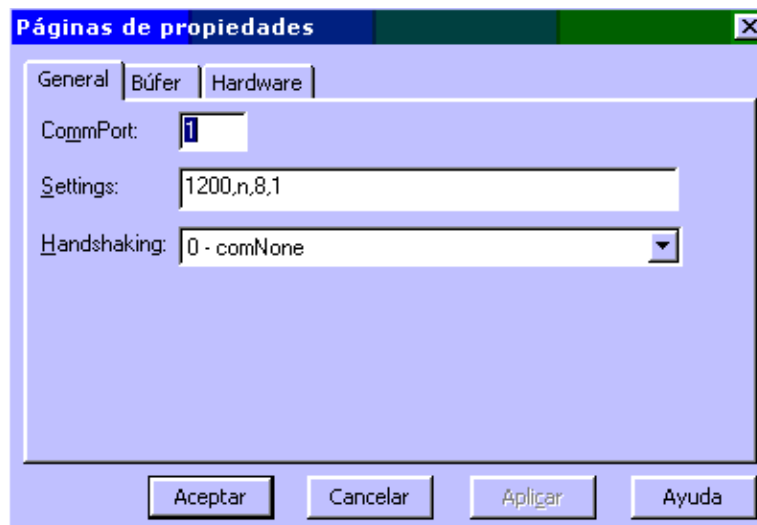 Páginas de propiedades
General Búfer Hardware
CommPort: 1
Settings: 1200,n,8,1
Handshaking: 0 - comNone
Aceptar Cancelar Aplicar Ayuda